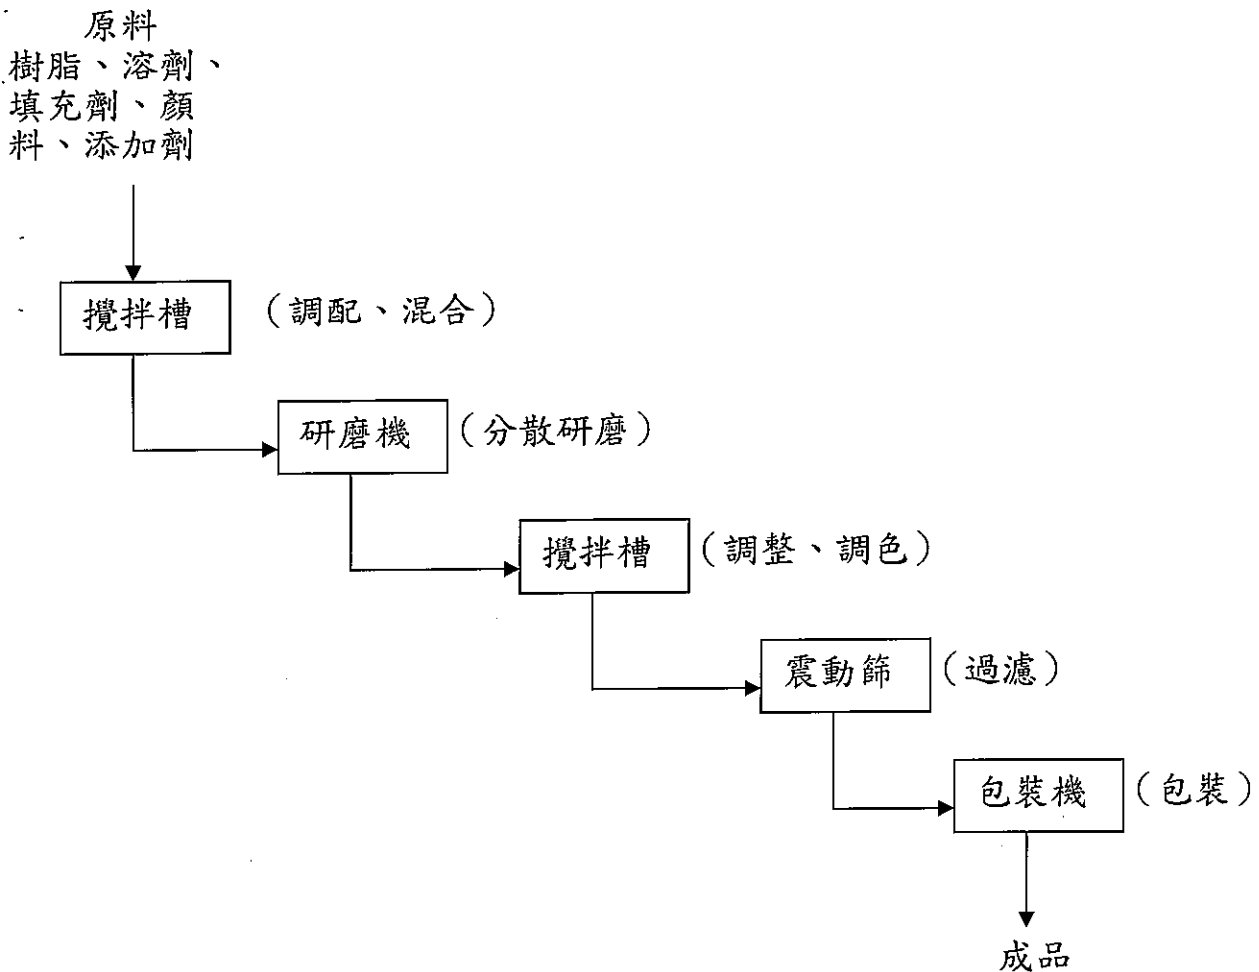 原料
樹脂、溶劑、
填充劑、顏
料、添加劑
攪拌槽 （調配、混合）
研磨機 （分散研磨）
攪拌槽 （調整、調色）
震動篩 （過濾）
包裝機 （包裝）
成品